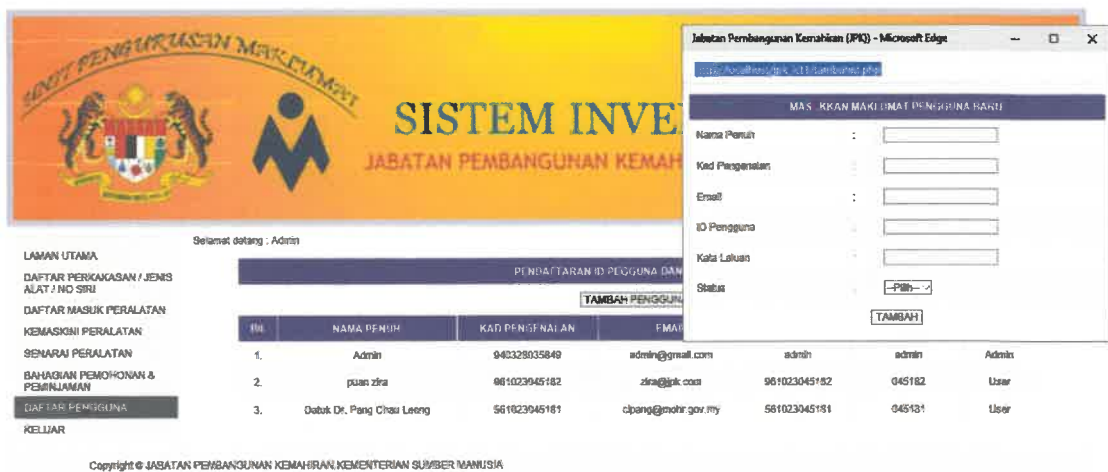 UNIT PENGURUSAN MAKLUMAT
SISTEM INVE
JABATAN PEMBANGUNAN KEMAH
Jabatan Pembangunan Kemahiran (JPK)) - Microsoft Edge
MASUKKAN MAKLUMAT PENGGUNA BARU
Nama Penuh :
Kad Pengenalan :
Email :
ID Pengguna :
Kata Laluan :
Status : --Pilih--
TAMBAH
Selamat datang : Admin
LAMAN UTAMA
DAFTAR PERKAKASAN / JENIS
ALAT / NO SIRI
DAFTAR MASUK PERALATAN
KEMASKINI PERALATAN
SENARAI PERALATAN
BAHAGIAN PEMOHONAN &
PEMINJAMAN
DAFTAR PENGGUNA
KELUAR
PENDAFTARAN ID PEGGUNA DAN
TAMBAH PENGGUNA
BIL NAMA PENUH KAD PENGENALAN EMAI
1. Admin 940328035849 admin@gmail.com admin admin Admin
2. puan zira 961023045182 zira@jpk.com 961023045182 045182 User
3. Datuk Dr. Pang Chau Leong 561023045181 clpang@mohr.gov.my 561023045181 045181 User
Copyright © JABATAN PEMBANGUNAN KEMAHIRAN,KEMENTERIAN SUMBER MANUSIA